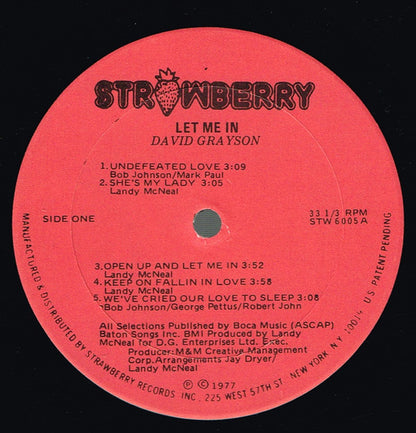 STRAWBERRY
LET ME IN
DAVID GRAYSON
1. UNDEFEATED LOVE 3:09
Bob Johnson/Mark Paul
2. SHE'S MY LADY 3:05
Landy McNeal
SIDE ONE
33 1/3 RPM
STW 6005 A
3. OPEN UP AND LET ME IN 3:52
Landy McNeal
4. KEEP ON FALLIN IN LOVE 3:58
Landy McNeal
5. WE'VE CRIED OUR LOVE TO SLEEP 3:08
Bob Johnson/George Pettus/Robert John
All Selections Published by Boca Music (ASCAP)
Baton Songs Inc. BMI Produced by Landy
McNeal for D.G. Enterprises Ltd. Exec.
Producer: M&M Creative Management
Corp. Arrangements Jay Dryer/
Landy McNeal
℗ © 1977
MANUFACTURED & DISTRIBUTED BY STRAWBERRY RECORDS INC., 225 WEST 57TH ST. NEW YORK N.Y. 10014 U S PATENT PENDING